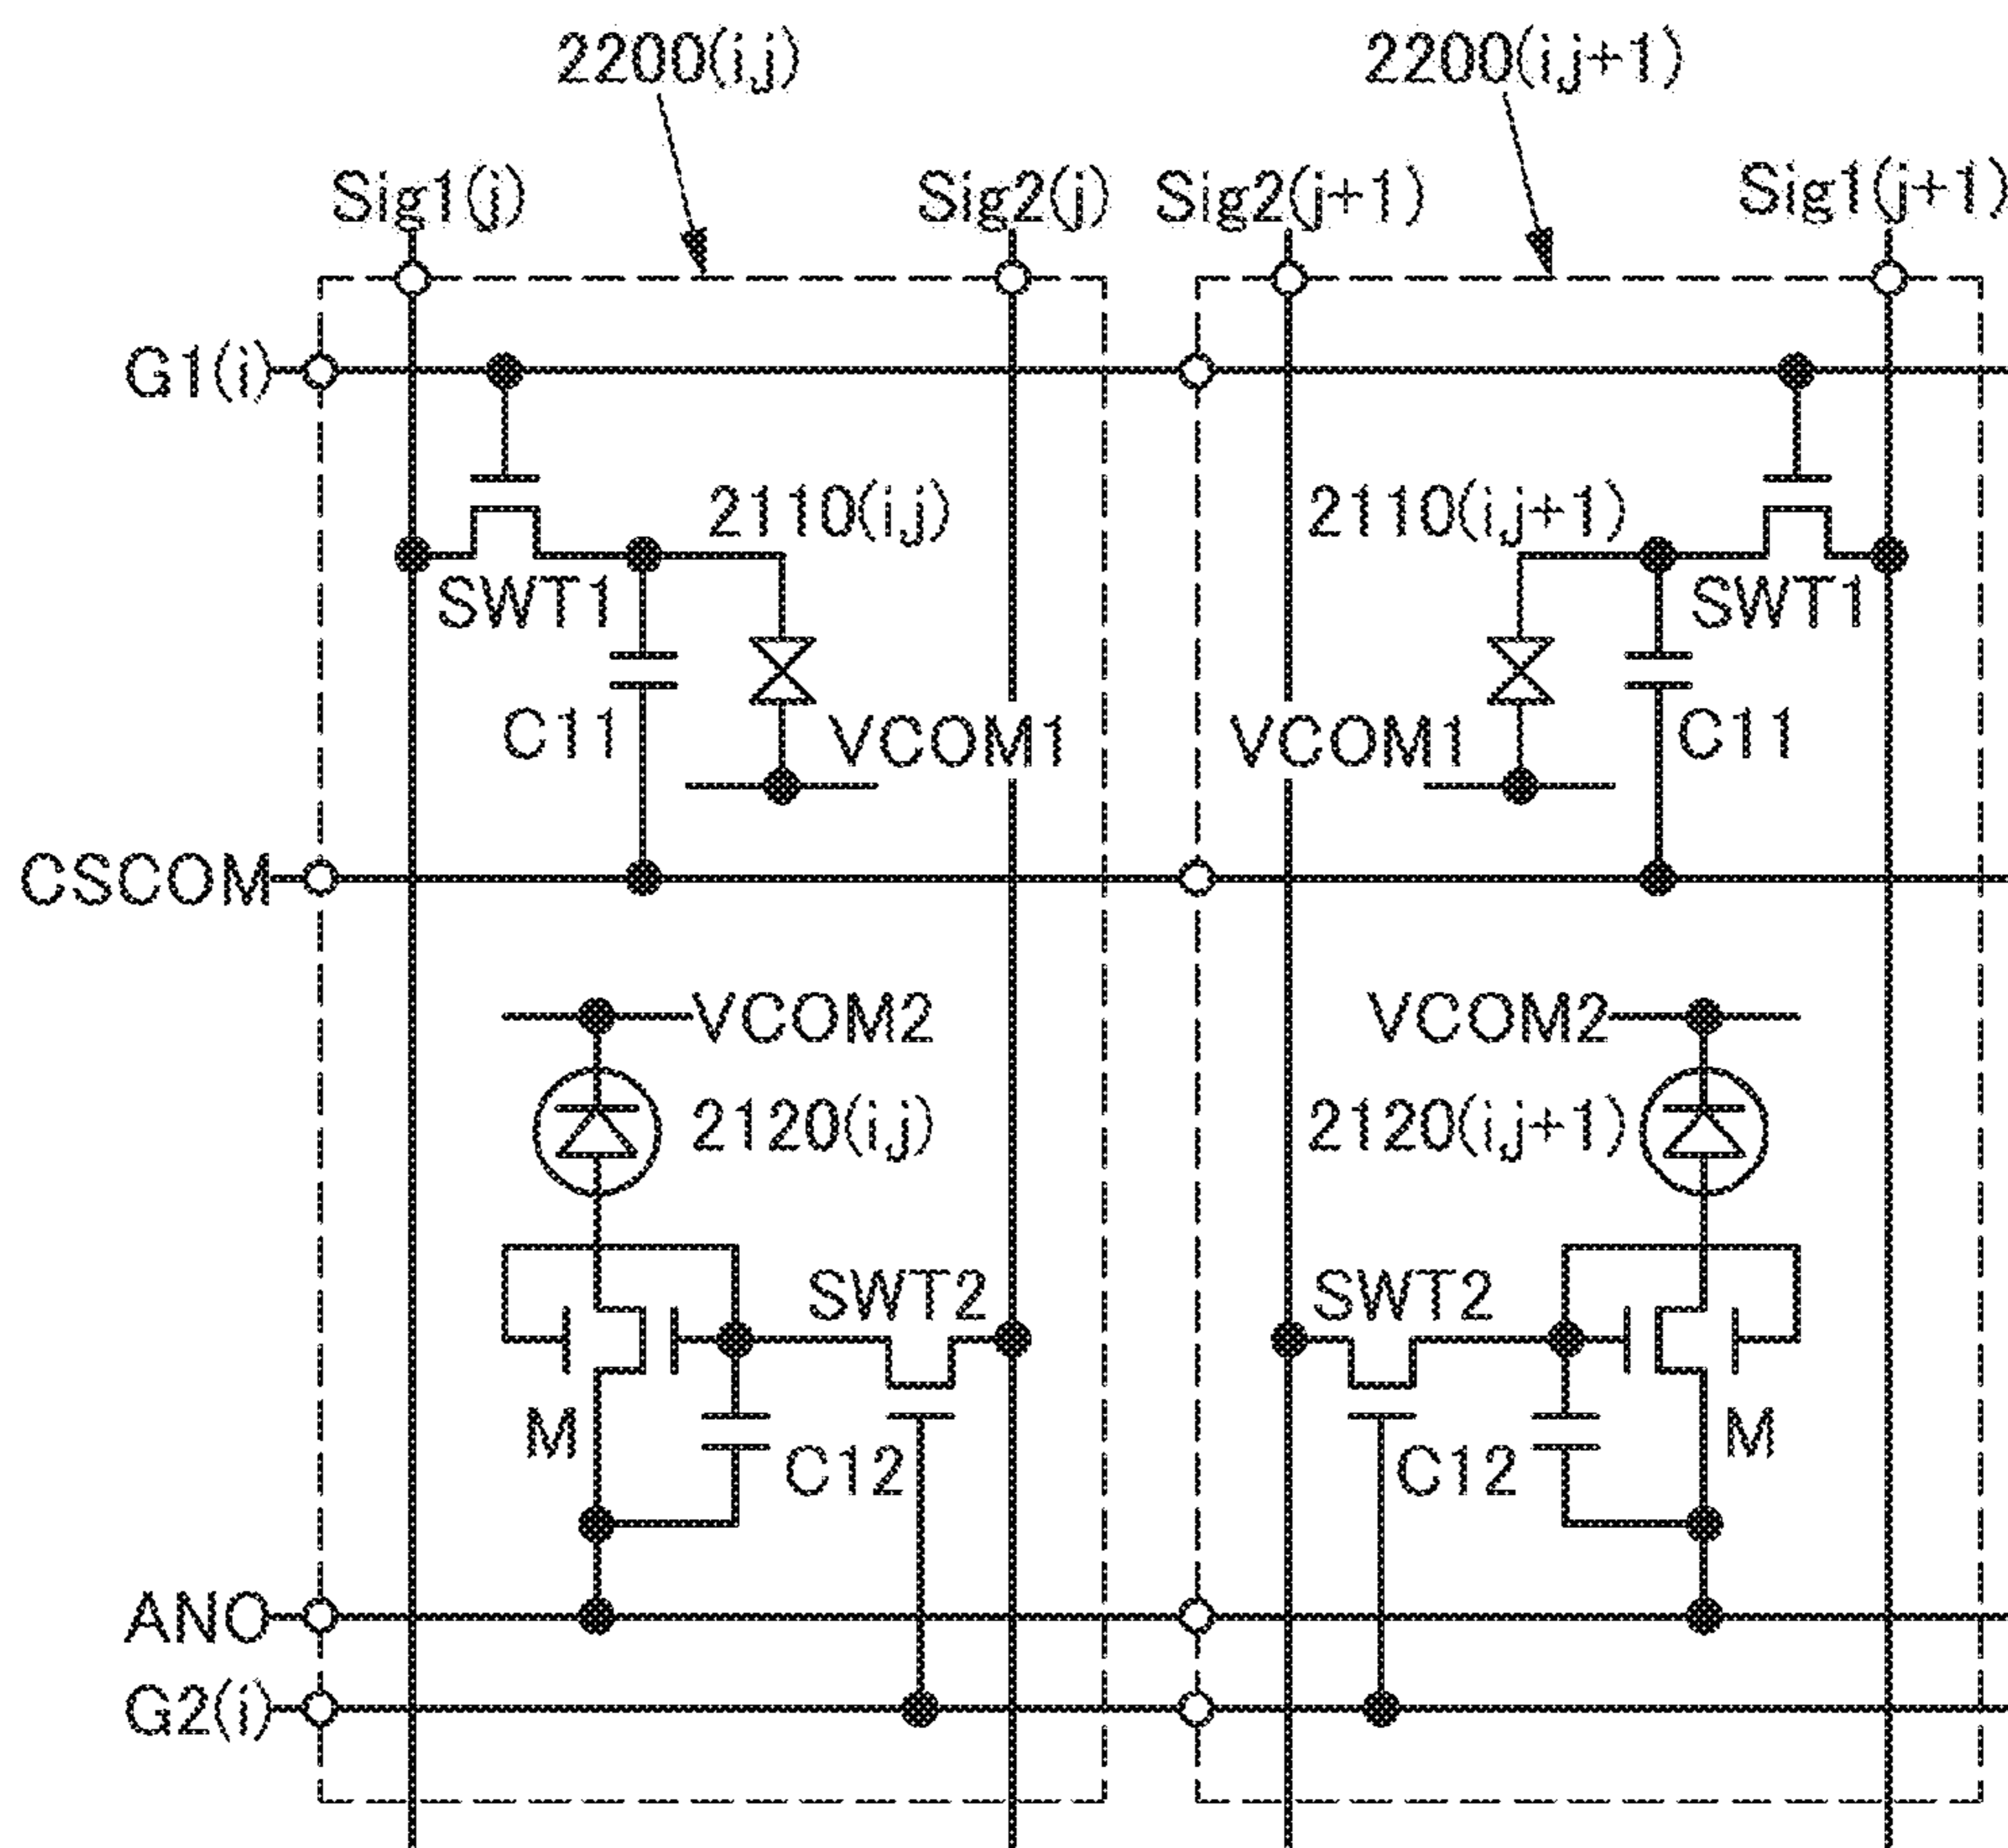 2200(i,j) 2200(i,j+1)
Sig1(j) Sig2(j) Sig2(j+1) Sig1(j+1)
G1(i)
2110(i,j) 2110(i,j+1)
SWT1 SWT1
C11 VCOM1 VCOM1 C11
CSCOM
VCOM2 VCOM2
2120(i,j) 2120(i,j+1)
SWT2 SWT2
M C12 C12 M
ANO
G2(i)